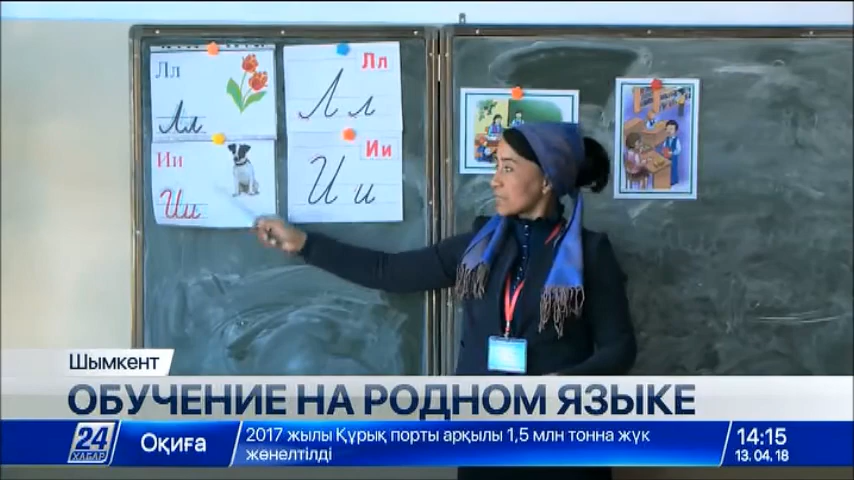 Лл
Лл
Лл
Лл
Ии
Ии
Ии
Ии
Шымкент
ОБУЧЕНИЕ НА РОДНОМ ЯЗЫКЕ
24
ХАБАР
Оқиға
2017 жылы Құрық порты арқылы 1,5 млн тонна жүк
жөнелтілді
14:15
13.04.18